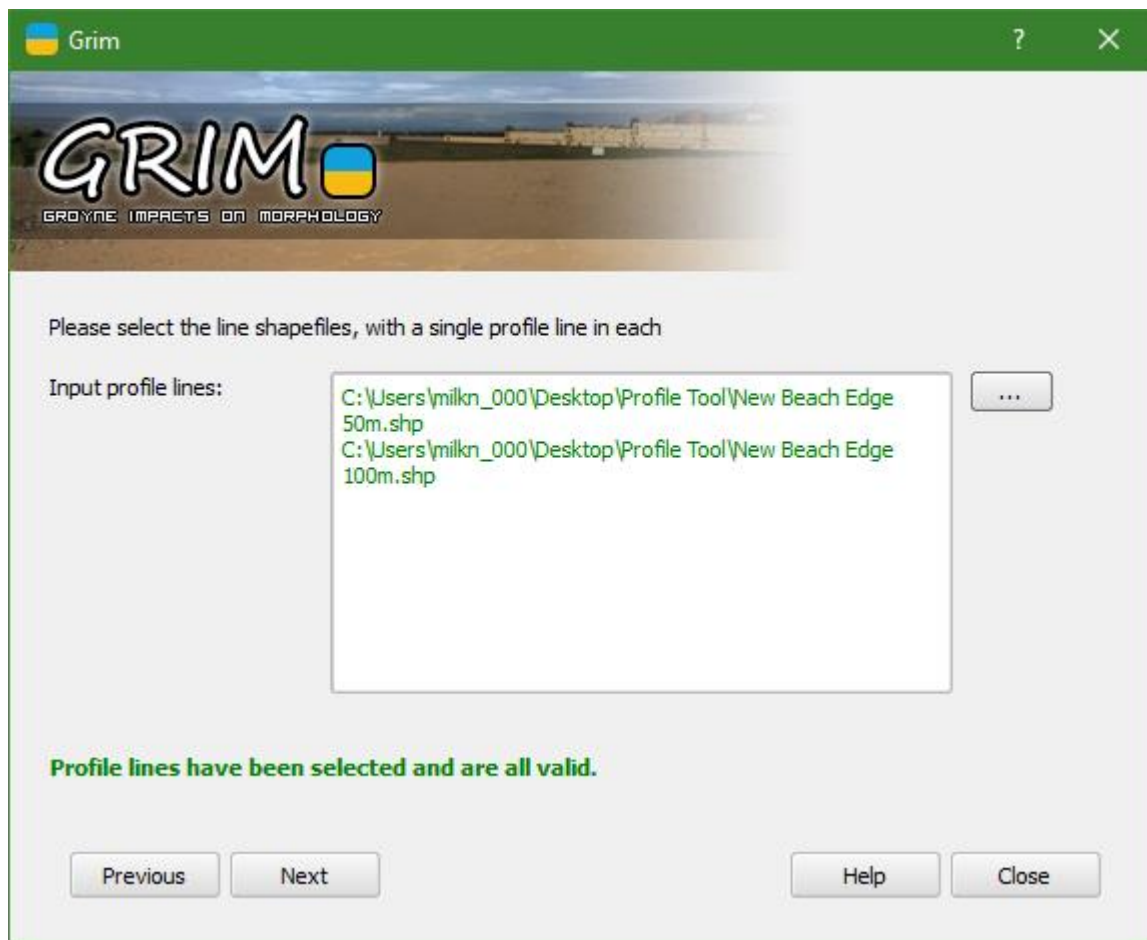 Grim
?
GRIM
GROYNE IMPACTS ON MORPHOLOGY
Please select the line shapefiles, with a single profile line in each
Input profile lines:
C:\Users\milkn_000\Desktop\Profile Tool\New Beach Edge
50m.shp
C:\Users\milkn_000\Desktop\Profile Tool\New Beach Edge
100m.shp
...
Profile lines have been selected and are all valid.
Previous
Next
Help
Close